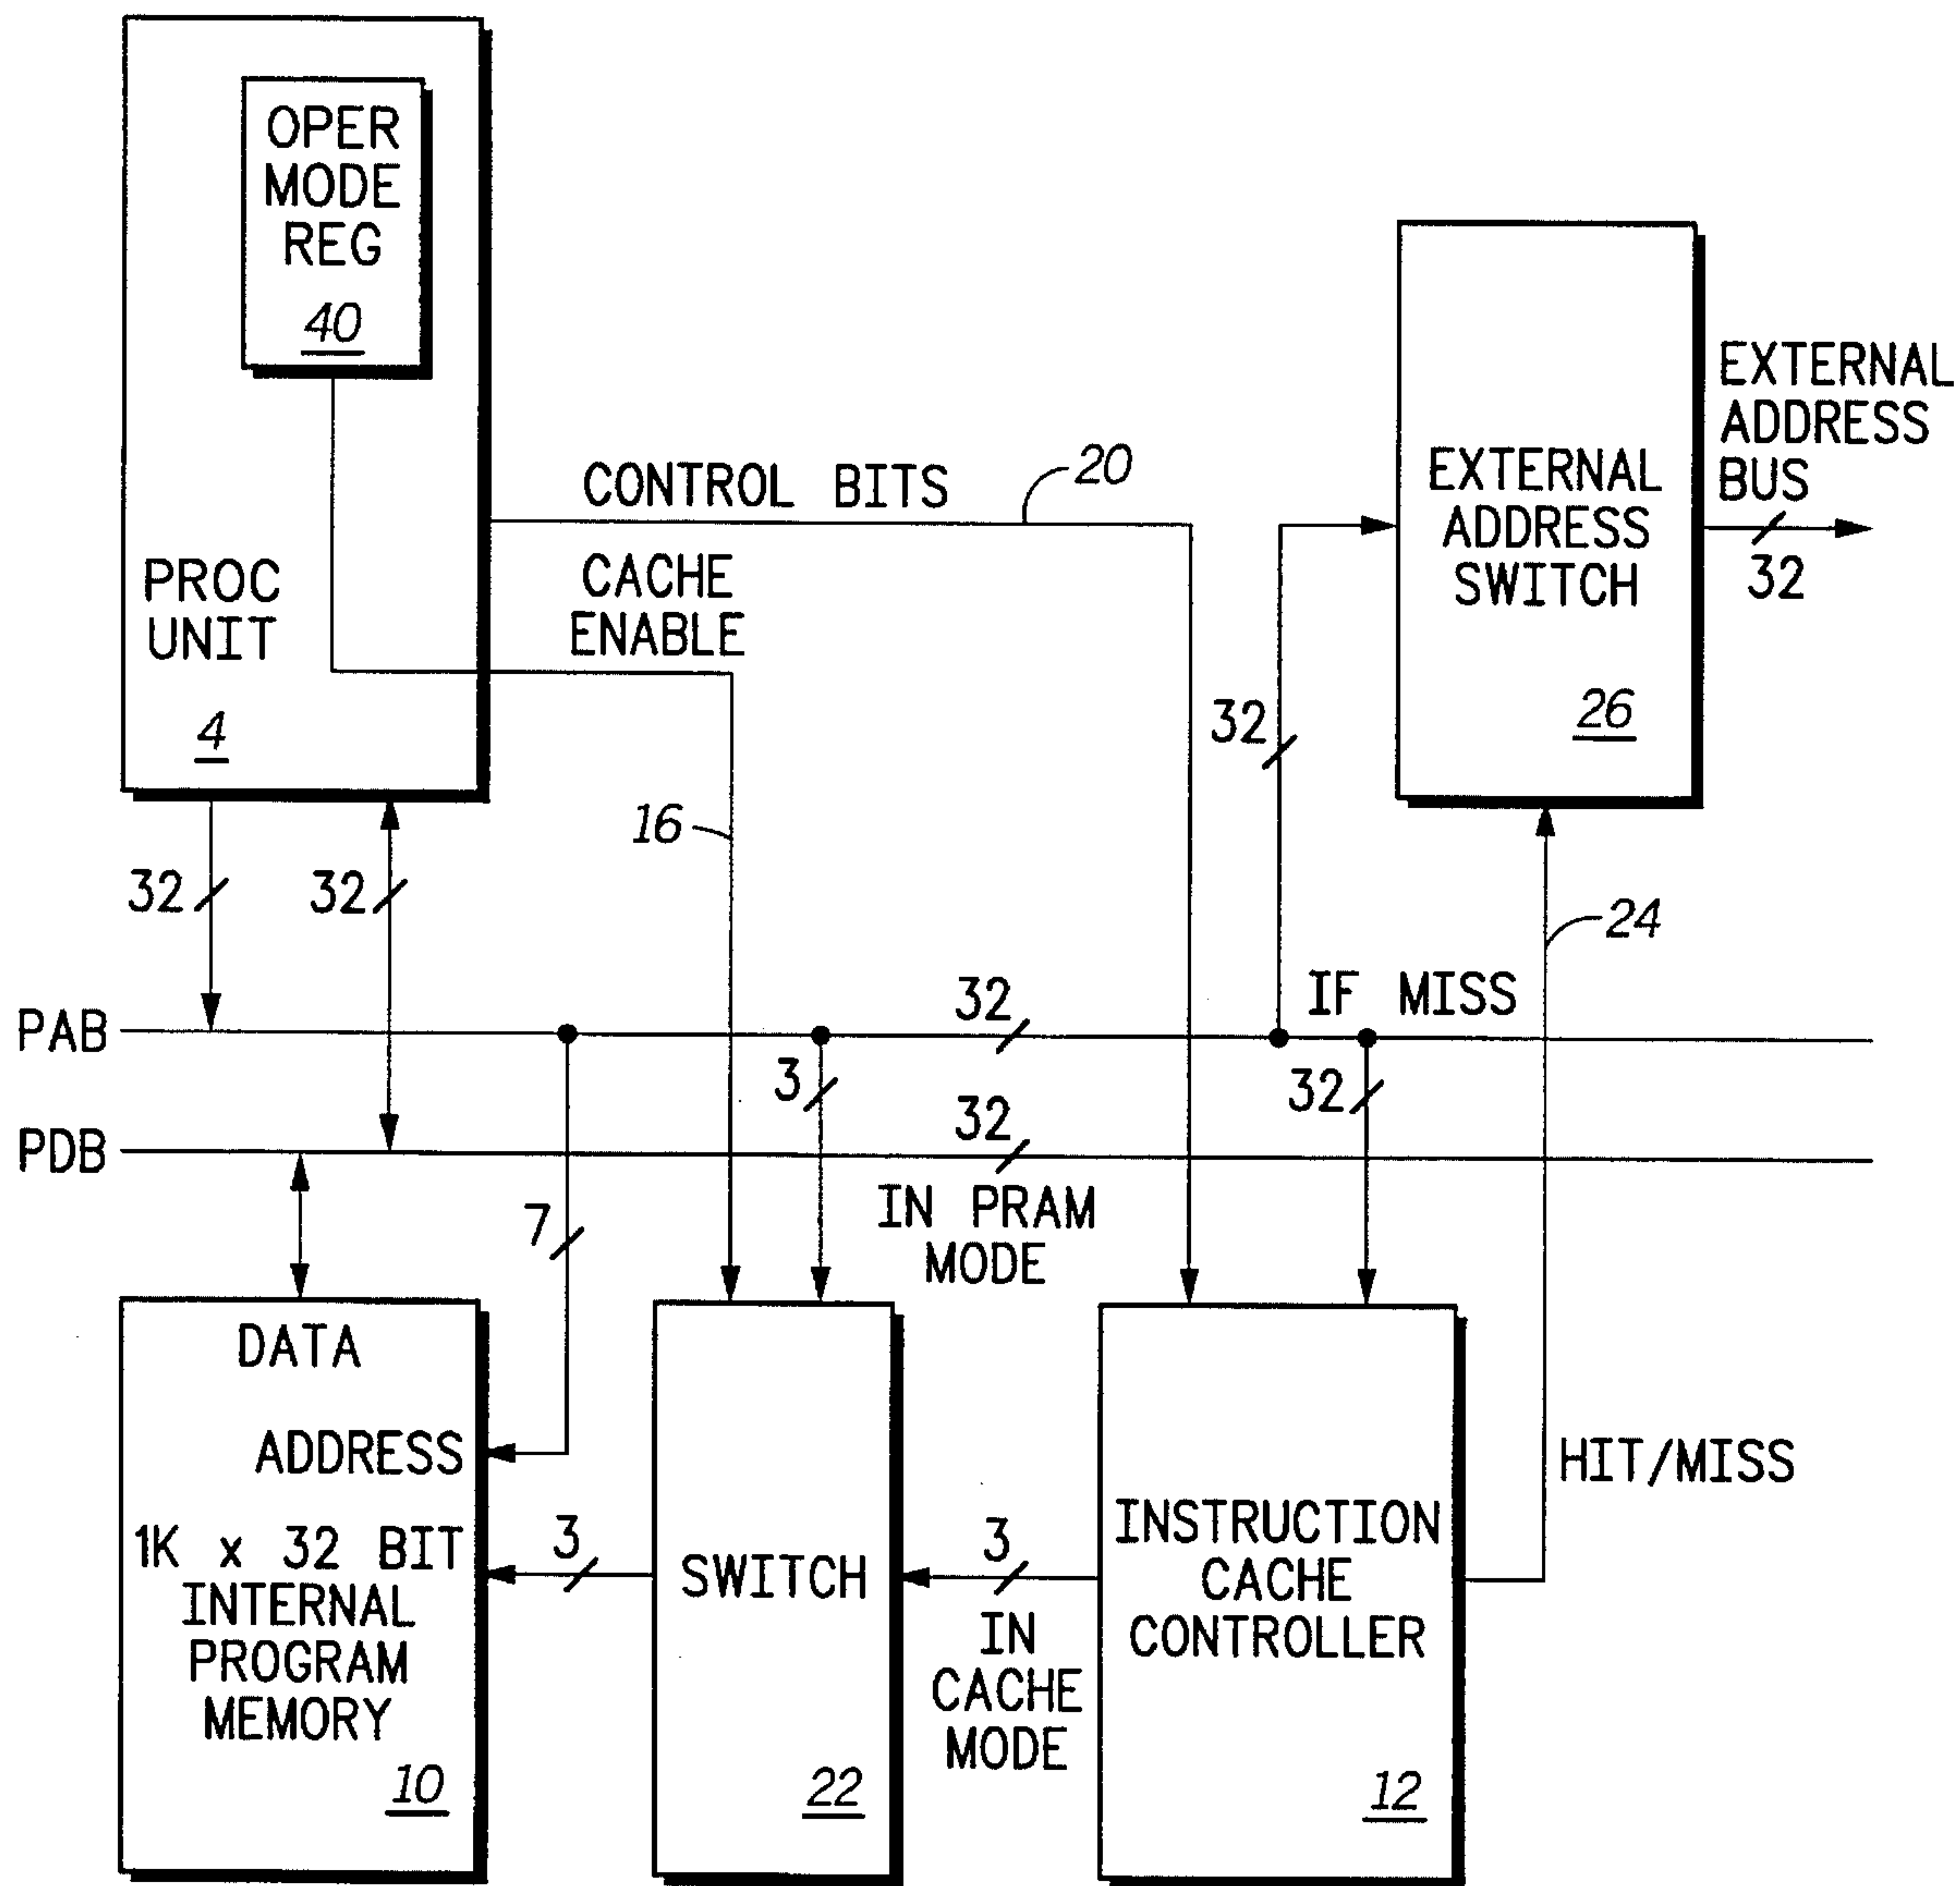 OPER
MODE
REG
40
PROC
UNIT
4
CONTROL BITS
20
CACHE
ENABLE
16
EXTERNAL
ADDRESS
SWITCH
26
EXTERNAL
ADDRESS
BUS
32
32
32
32
24
PAB
32
IF MISS
3
32
PDB
32
7
IN PRAM
MODE
DATA
ADDRESS
1K x 32 BIT
INTERNAL
PROGRAM
MEMORY
10
3
SWITCH
22
3
IN
CACHE
MODE
INSTRUCTION
CACHE
CONTROLLER
12
HIT/MISS